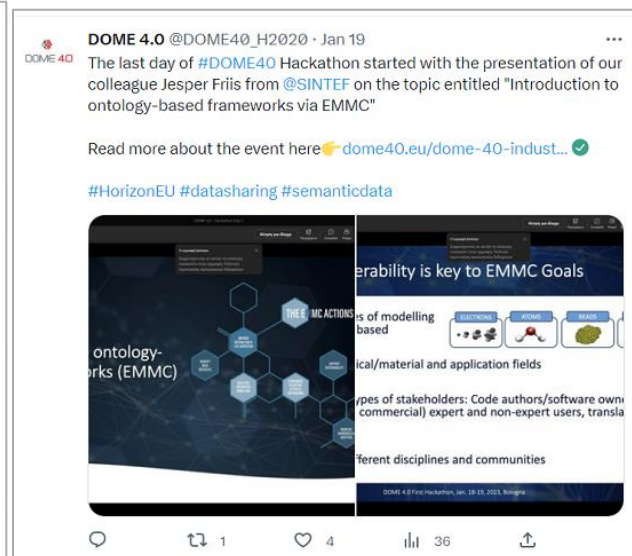 DOME 4.0 @DOME40_H2020 · Jan 19
DOME 4.0
The last day of #DOME40 Hackathon started with the presentation of our
colleague Jesper Friis from @SINTEF on the topic entitled "Introduction to
ontology-based frameworks via EMMC"
Read more about the event here👉dome40.eu/dome-40-indust... ✅
#HorizonEU #datasharing #semanticdata
THE E MC ACTIONS
ontology-
rks (EMMC)
erability is key to EMMC Goals
es of modelling
based
ELECTRONS
ATOMS
BEADS
ical/material and application fields
ypes of stakeholders: Code authors/software owne
commercial) expert and non-expert users, transla
fferent disciplines and communities
DOME 4.0 First Hackathon, Jan. 18-19, 2023, Bologna
1
4
36